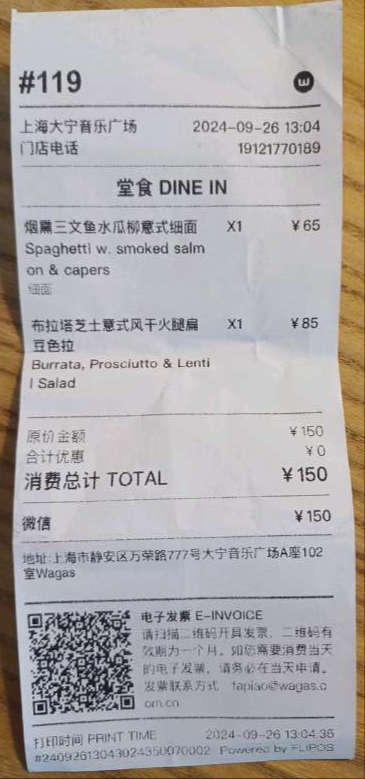 #119
上海大宁音乐广场 2024-09-26 13:04
门店电话 19121770189
堂食 DINE IN
烟熏三文鱼水瓜柳意式细面 X1 ￥65
Spaghetti w. smoked salm
on & capers
细面
布拉塔芝士意式风干火腿扁 X1 ￥85
豆色拉
Burrata, Prosciutto & Lenti
l Salad
原价金额 ￥150
合计优惠 ￥0
消费总计 TOTAL ￥150
微信 ￥150
地址:上海市静安区万荣路777号大宁音乐广场A座102
室Wagas
电子发票 E-INVOICE
请扫描二维码开具发票，二维码有
效期为一个月。如您需要消费当天
的电子发票，请务必在当天申请。
发票联系方式 fapiao@wagas.c
om.cn
打印时间 PRINT TIME 2024-09-26 13:04:35
#24092613043024350070002 Powered by FLIPOS